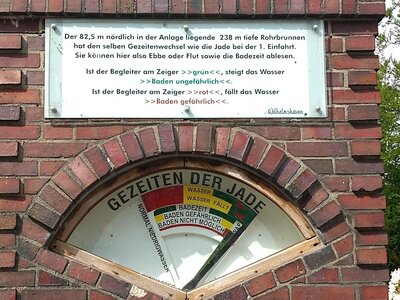 Der 82,5 m nördlich in der Anlage liegende 238 m tiefe Rohrbrunnen
hat den selben Gezeitenwechsel wie die Jade bei der 1. Einfahrt.
Sie können hier also Ebbe oder Flut sowie die Badezeit ablesen.
Ist der Begleiter am Zeiger >>grün<<, steigt das Wasser
>>Baden ungefährlich<<.
Ist der Begleiter am Zeiger >>rot<<, fällt das Wasser
>>Baden gefährlich<<.
Wilhelmshaven
GEZEITEN DER JADE
WASSER
WASSER FÄLLT
BADEZEIT
BADEN GEFÄHRLICH
BADEN NICHT MÖGLICH